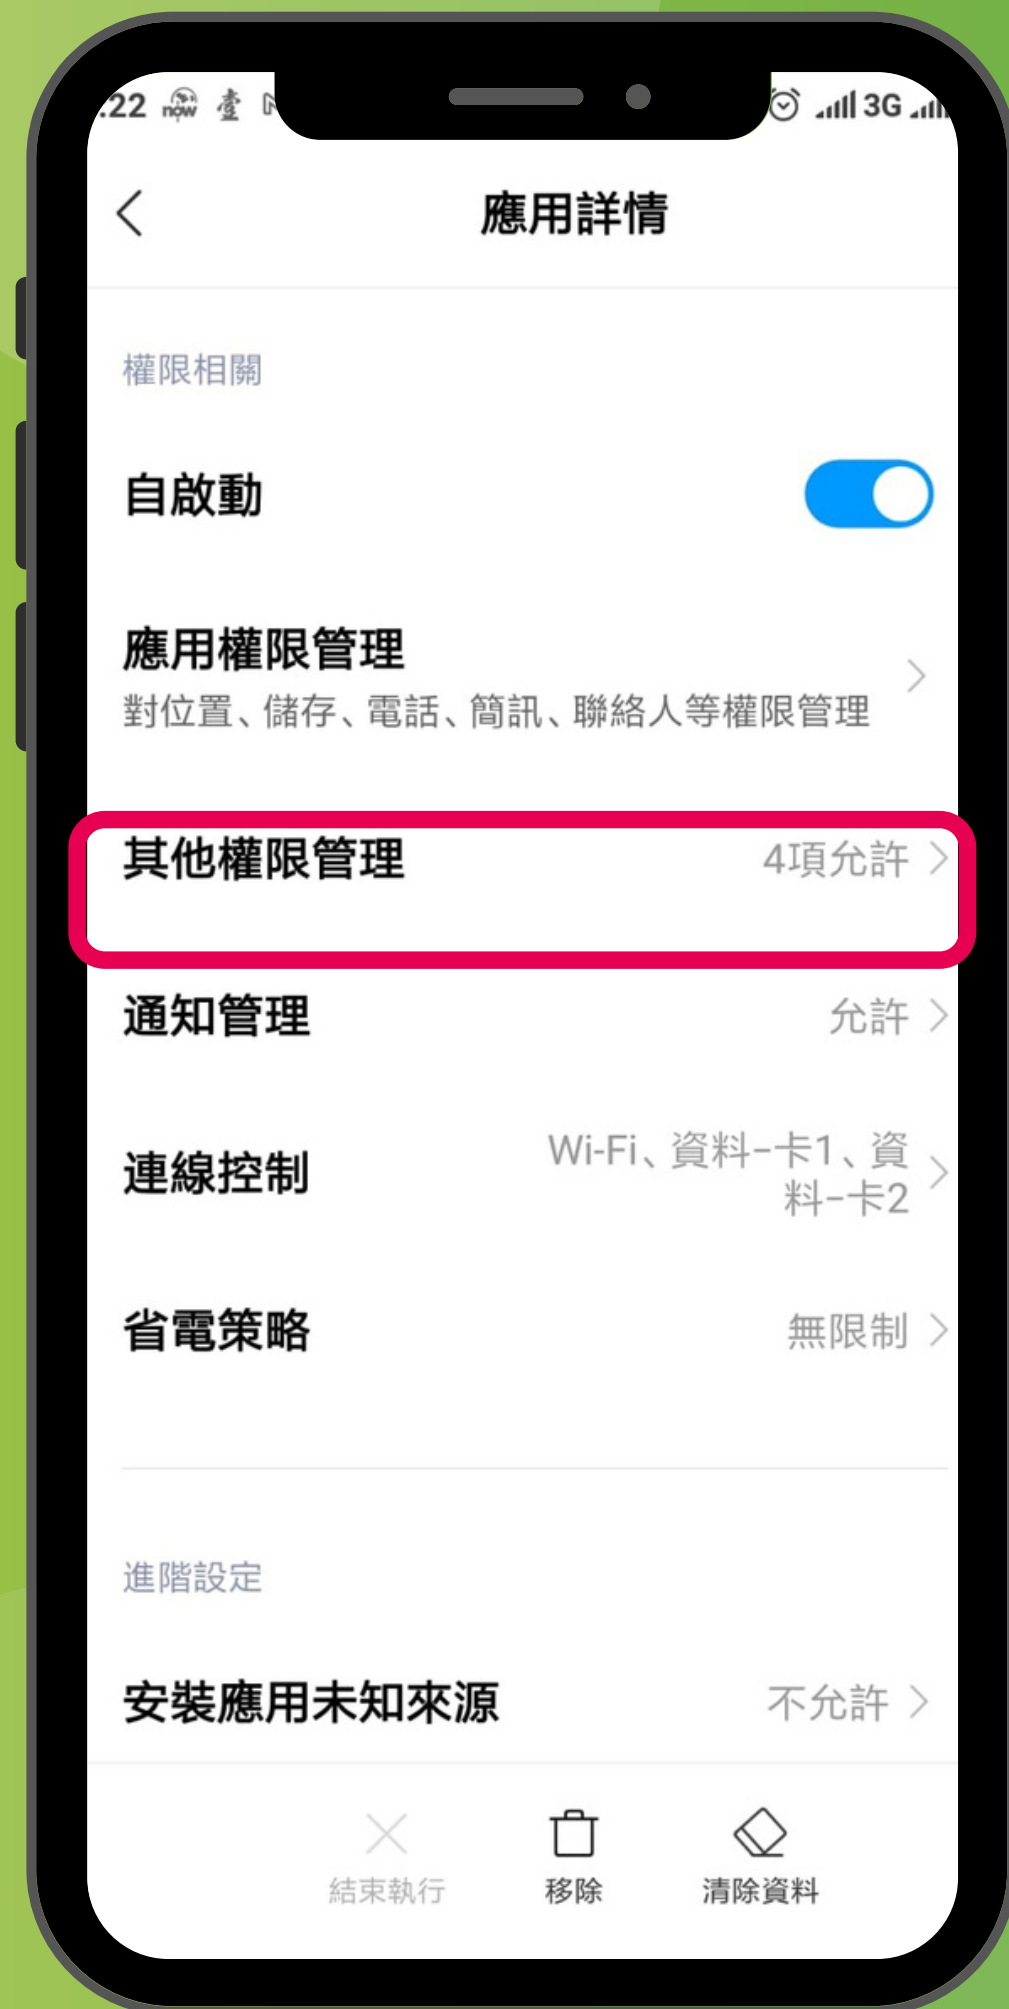 :22 now 壹
3G
應用詳情
權限相關
自啟動
應用權限管理
對位置、儲存、電話、簡訊、聯絡人等權限管理
其他權限管理 4項允許
通知管理 允許
連線控制 Wi-Fi、資料-卡1、資
料-卡2
省電策略 無限制
進階設定
安裝應用未知來源 不允許
結束執行 移除 清除資料